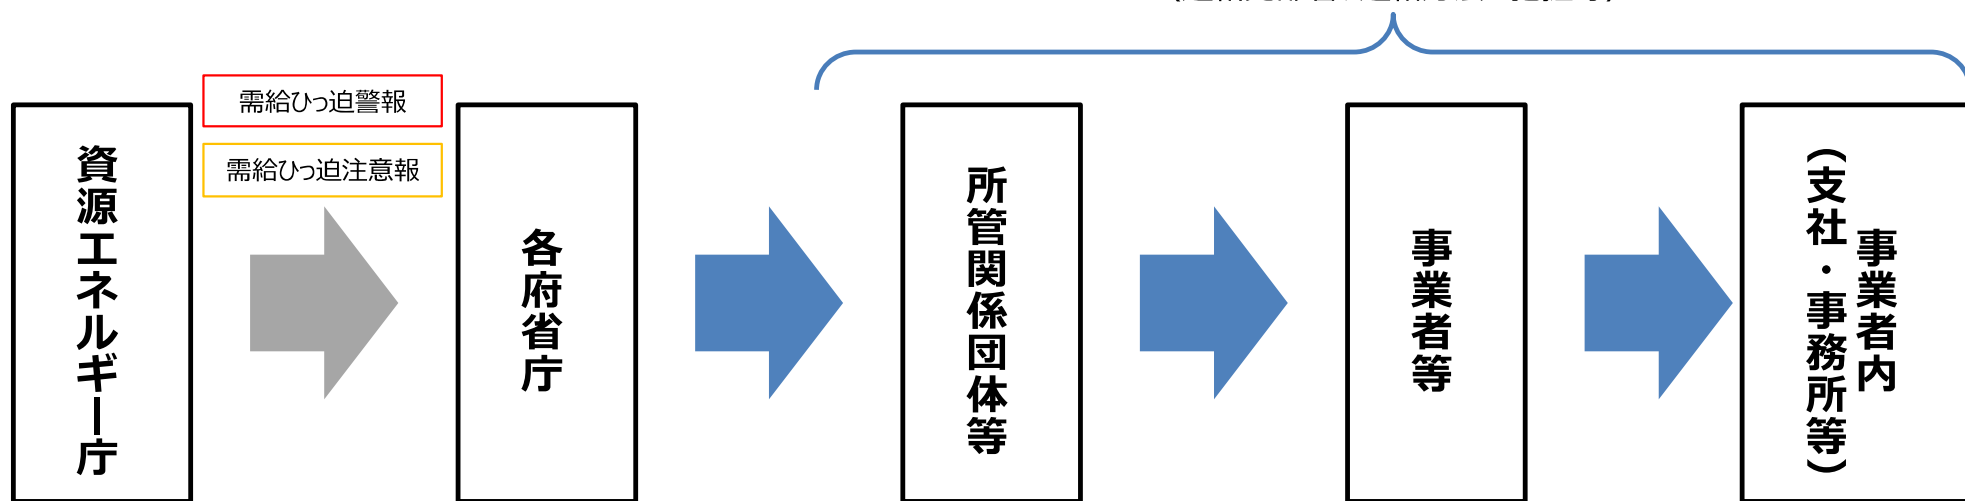 需給ひっ迫警報
需給ひっ迫注意報
資源エネルギー庁
各府省庁
所管関係団体等
事業者等
事業者内
（支社・事務所等）